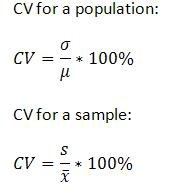 CV for a population:
CV = σ/μ * 100%
CV for a sample:
CV = s/x̄ * 100%